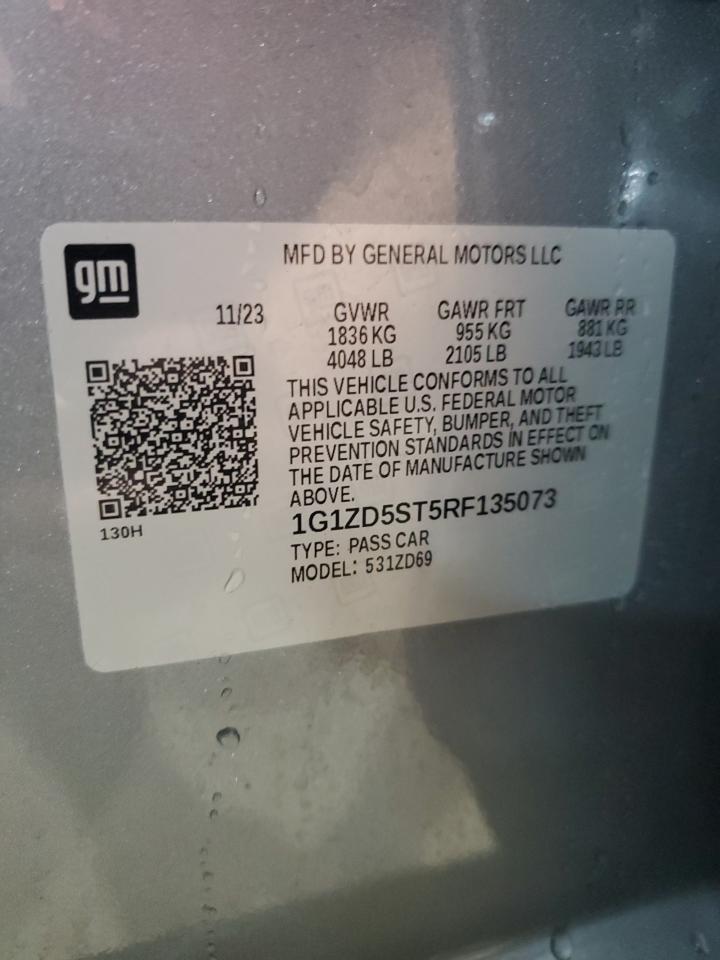 gm
MFD BY GENERAL MOTORS LLC
11/23 GVWR GAWR FRT GAWR RR
1836 KG 955 KG 881 KG
4048 LB 2105 LB 1943 LB
THIS VEHICLE CONFORMS TO ALL
APPLICABLE U.S. FEDERAL MOTOR
VEHICLE SAFETY, BUMPER, AND THEFT
PREVENTION STANDARDS IN EFFECT ON
THE DATE OF MANUFACTURE SHOWN
ABOVE.
130H
1G1ZD5ST5RF135073
TYPE: PASS CAR
MODEL: 531ZD69